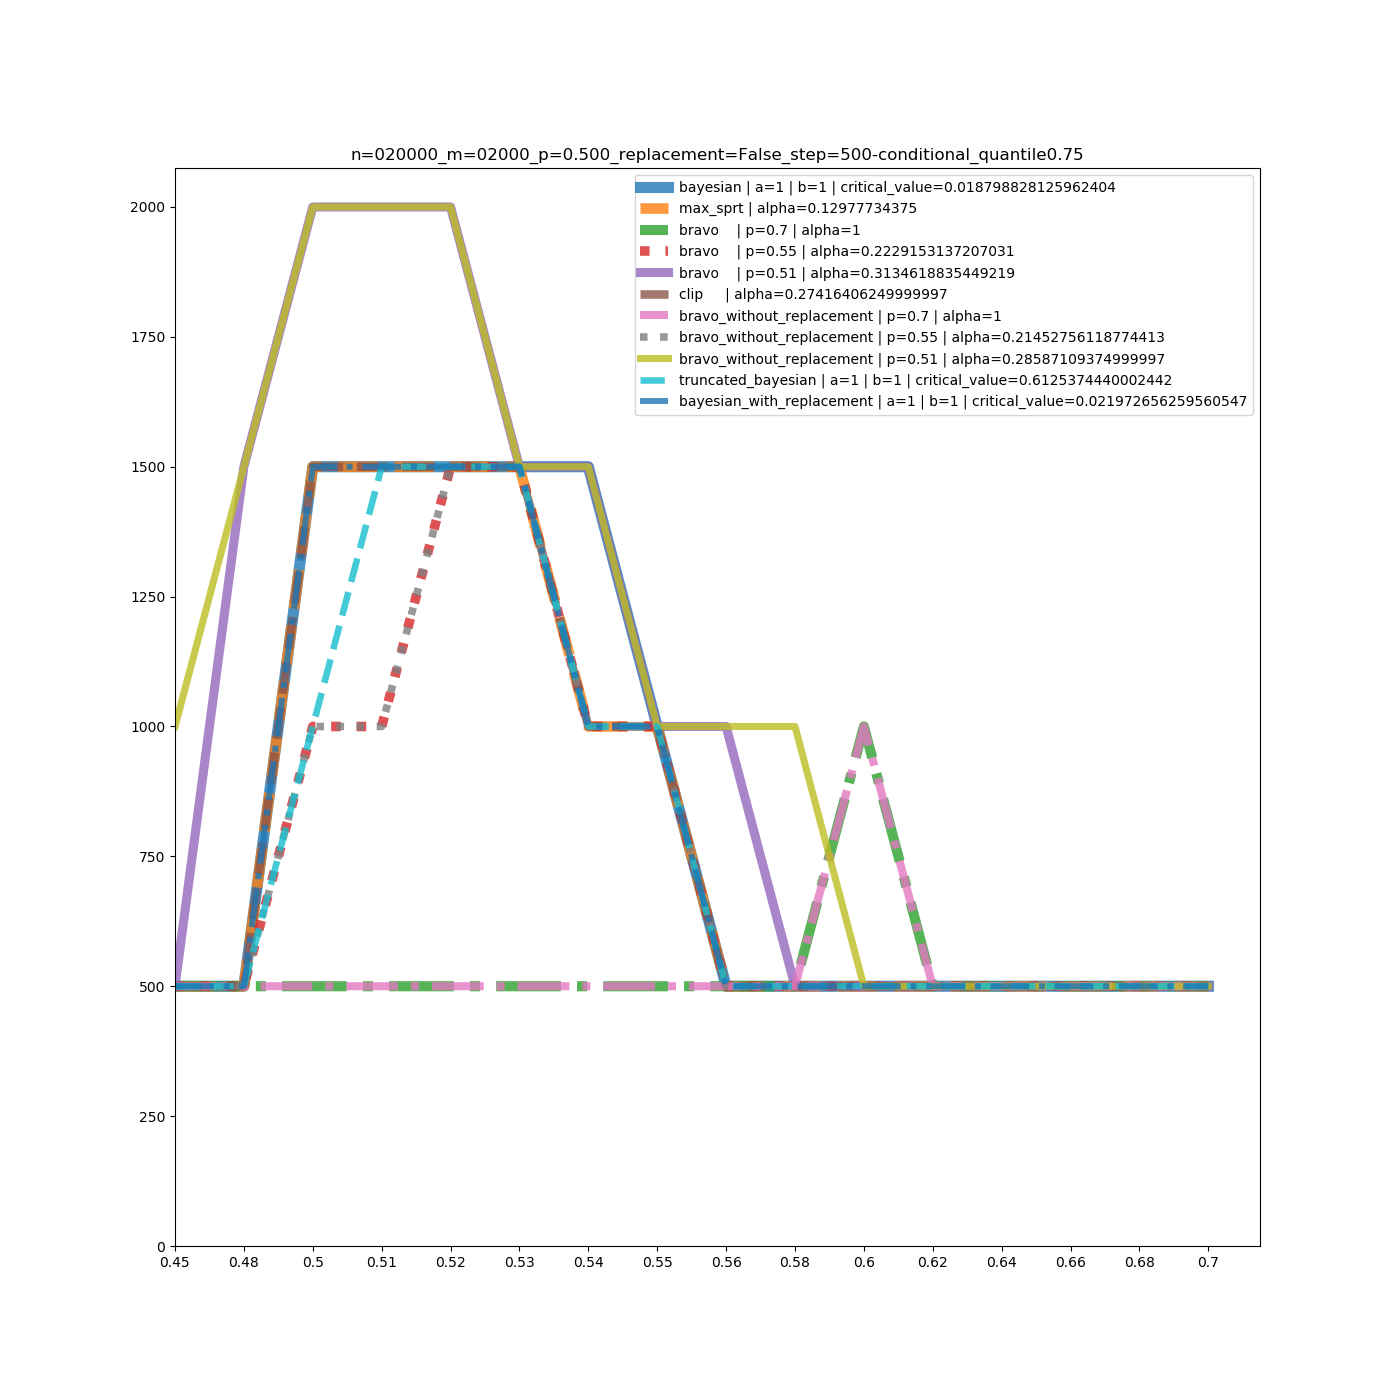 n=020000_m=02000_p=0.500_replacement=False_step=500-conditional_quantile0.75
bayesian | a=1 | b=1 | critical_value=0.018798828125962404
max_sprt | alpha=0.12977734375
bravo    | p=0.7 | alpha=1
bravo    | p=0.55 | alpha=0.2229153137207031
bravo    | p=0.51 | alpha=0.3134618835449219
clip     | alpha=0.27416406249999997
bravo_without_replacement | p=0.7 | alpha=1
bravo_without_replacement | p=0.55 | alpha=0.21452756118774413
bravo_without_replacement | p=0.51 | alpha=0.28587109374999997
truncated_bayesian | a=1 | b=1 | critical_value=0.6125374440002442
bayesian_with_replacement | a=1 | b=1 | critical_value=0.021972656259560547
2000
1750
1500
1250
1000
750
500
250
0
0.45 0.48 0.5 0.51 0.52 0.53 0.54 0.55 0.56 0.58 0.6 0.62 0.64 0.66 0.68 0.7